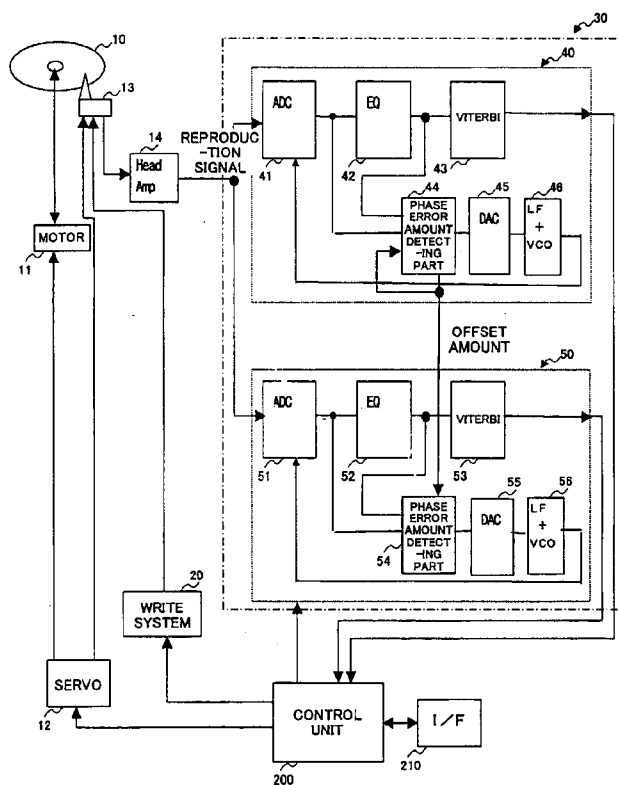 30
10
40
13
ADC
EQ
VITERBI
14
REPRODUC
-TION
SIGNAL
Head
Amp
41
42
43
44
45
46
PHASE
ERROR
AMOUNT
DETECT
-ING
PART
DAC
LF
+
VCO
MOTOR
11
OFFSET
AMOUNT
50
ADC
EQ
VITERBI
51
52
53
55
56
PHASE
ERROR
AMOUNT
DETECT
-ING
PART
54
DAC
LF
+
VCO
20
WRITE
SYSTEM
SERVO
12
CONTROL
UNIT
200
I/F
210